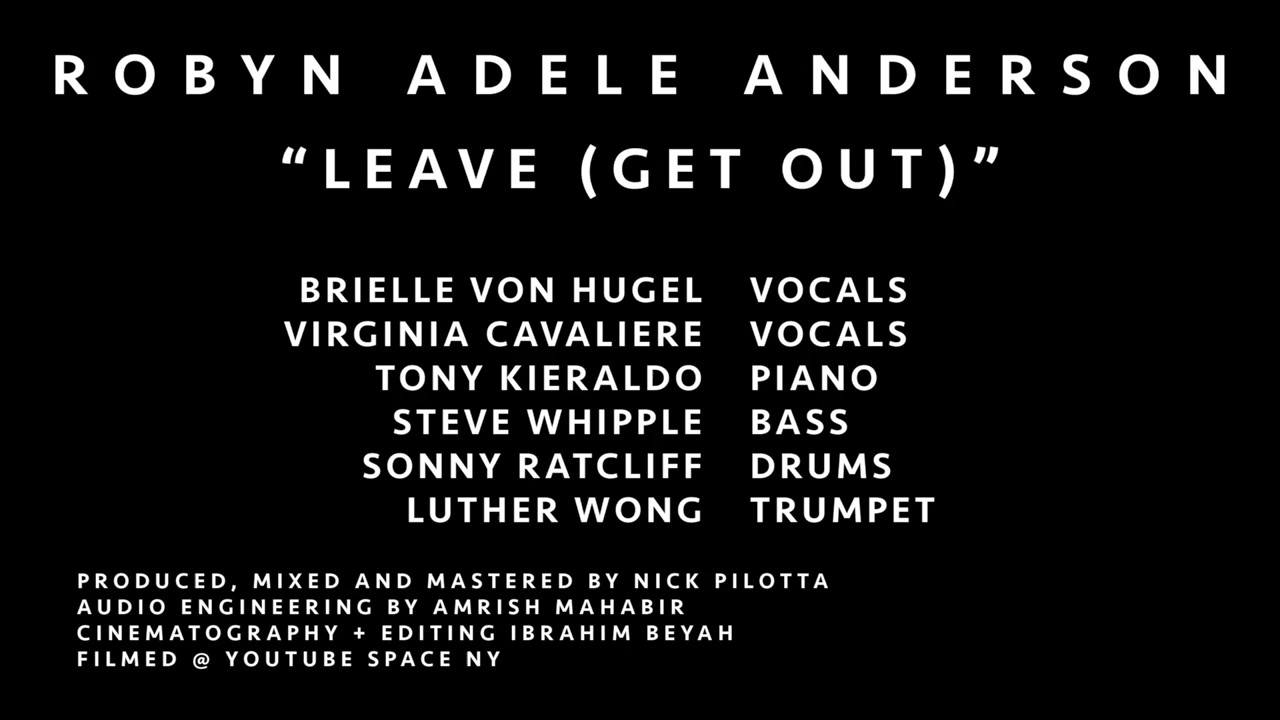 ROBYN ADELE ANDERSON
“LEAVE (GET OUT)”
BRIELLE VON HUGEL VOCALS
VIRGINIA CAVALIERE VOCALS
TONY KIERALDO PIANO
STEVE WHIPPLE BASS
SONNY RATCLIFF DRUMS
LUTHER WONG TRUMPET
PRODUCED, MIXED AND MASTERED BY NICK PILOTTA
AUDIO ENGINEERING BY AMRISH MAHABIR
CINEMATOGRAPHY + EDITING IBRAHIM BEYAH
FILMED @ YOUTUBE SPACE NY